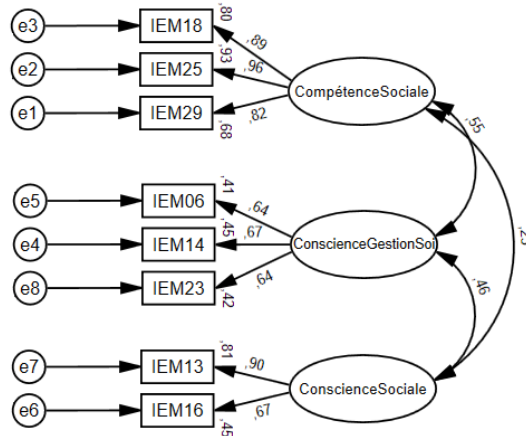 e3
IEM18
,80
,89
e2
IEM25
,93
,96
CompétenceSociale
e1
IEM29
,68
,82
,55
e5
IEM06
,41
,64
e4
IEM14
,45
,67
ConscienceGestionSoi
e8
IEM23
,42
,64
,46
e7
IEM13
,81
,90
ConscienceSociale
e6
IEM16
,45
,67